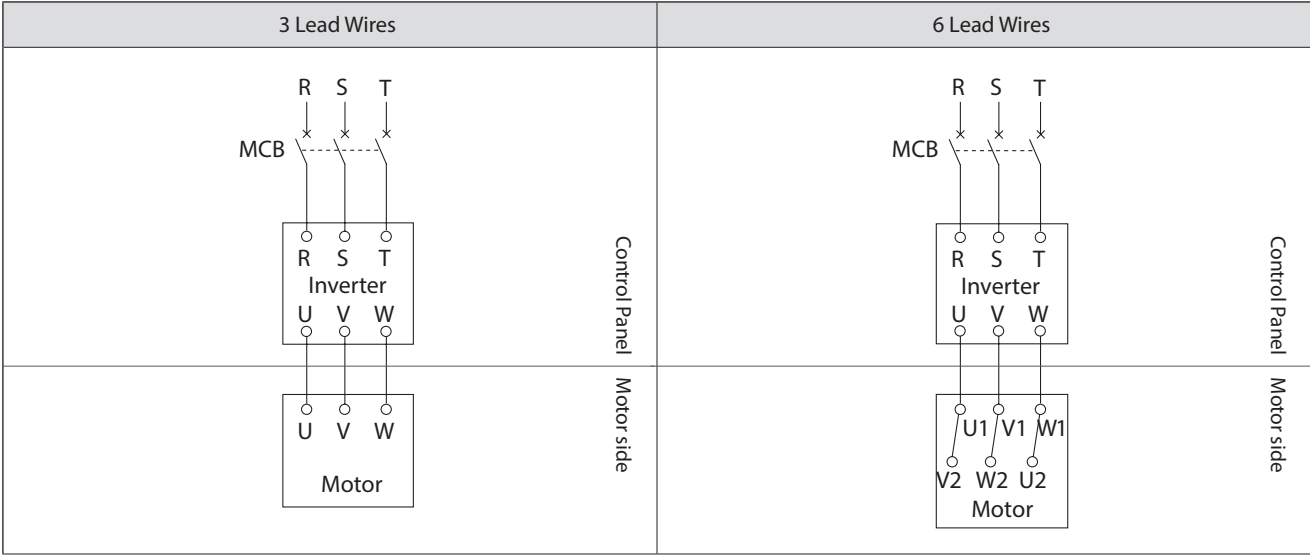 3 Lead Wires
R S T
MCB
R S T
Inverter
U V W
Control Panel
U V W
Motor
Motor side
6 Lead Wires
R S T
MCB
R S T
Inverter
U V W
Control Panel
U1 V1 W1
V2 W2 U2
Motor
Motor side